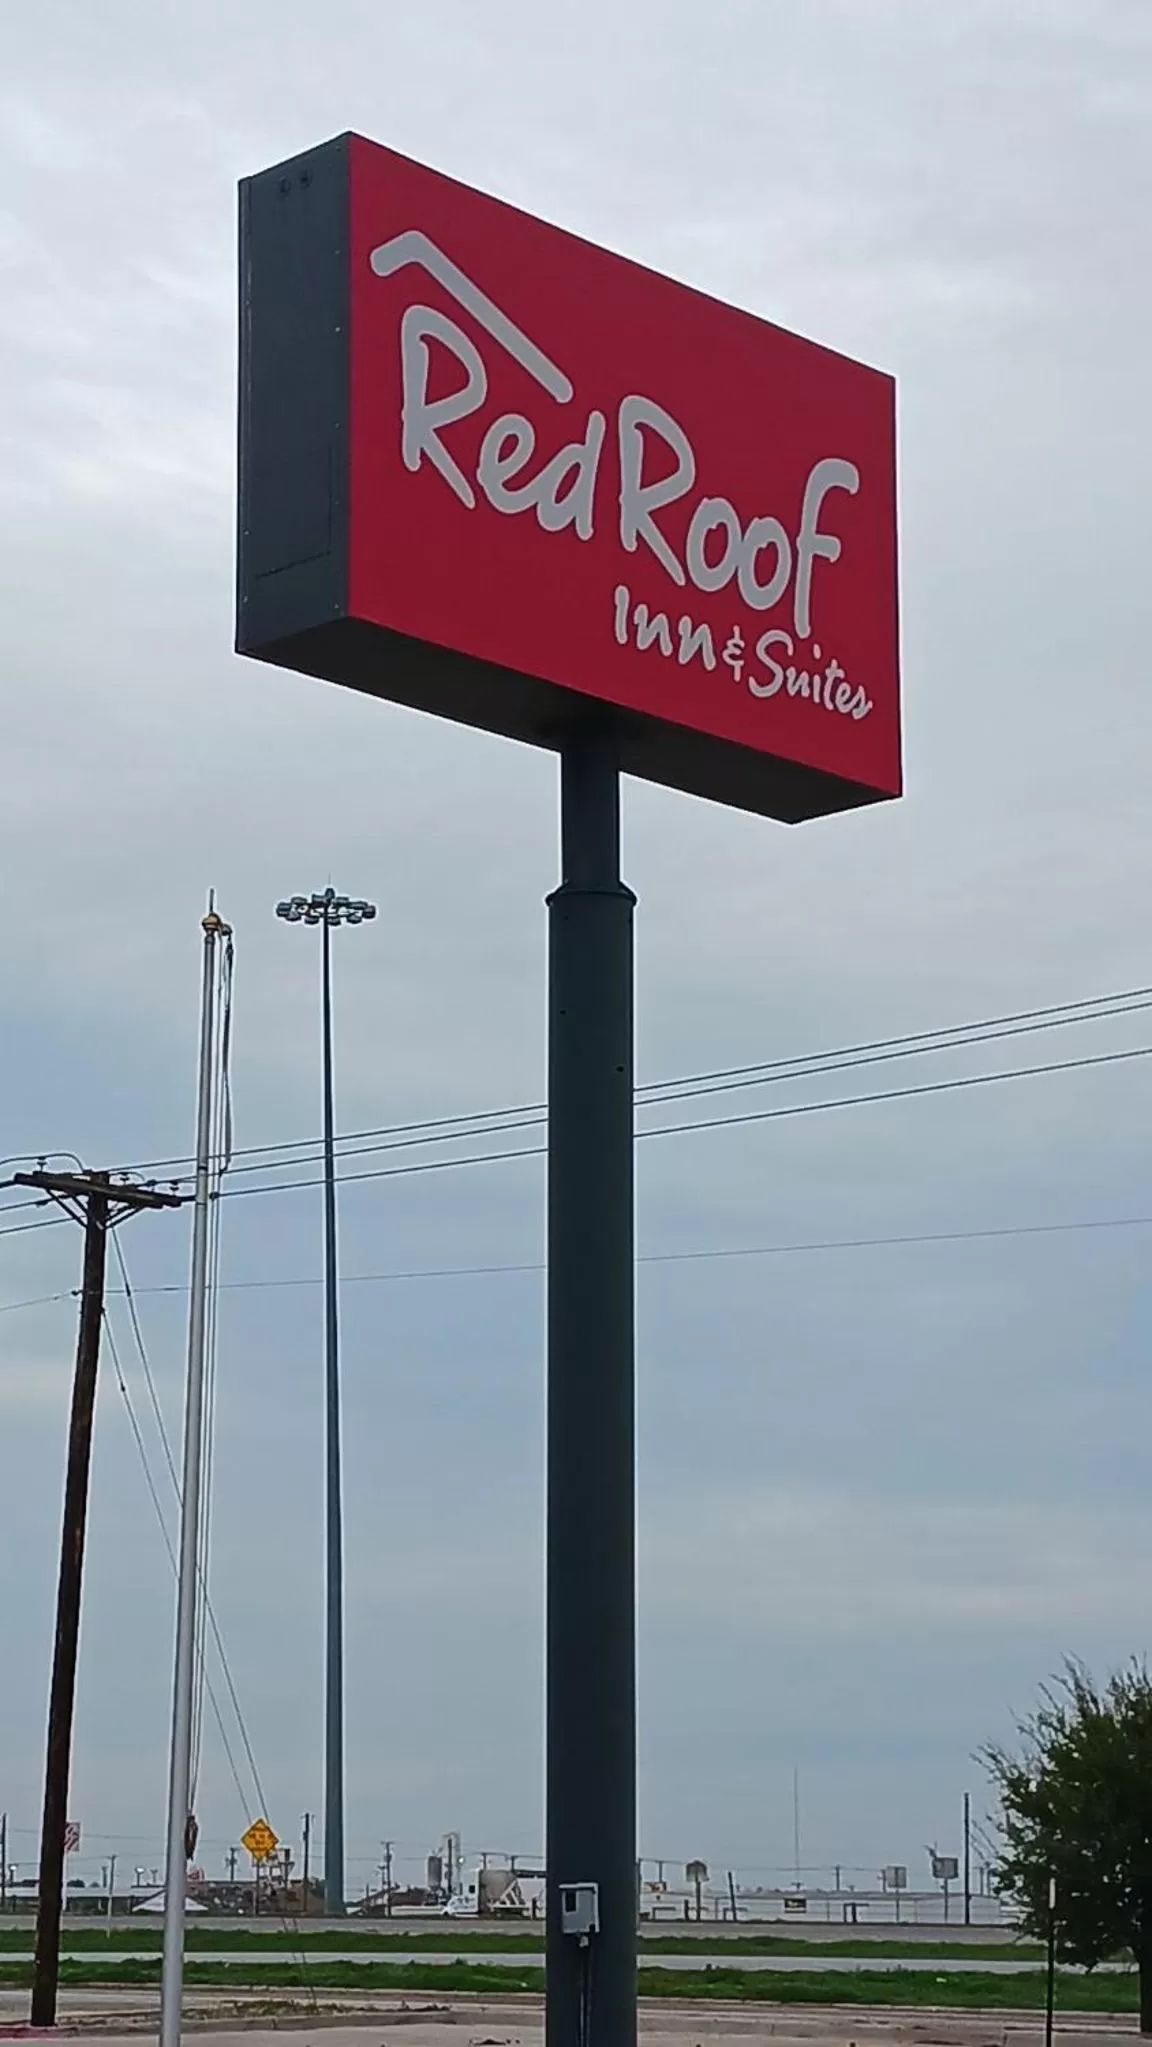 RedRoof
Inn & Suites